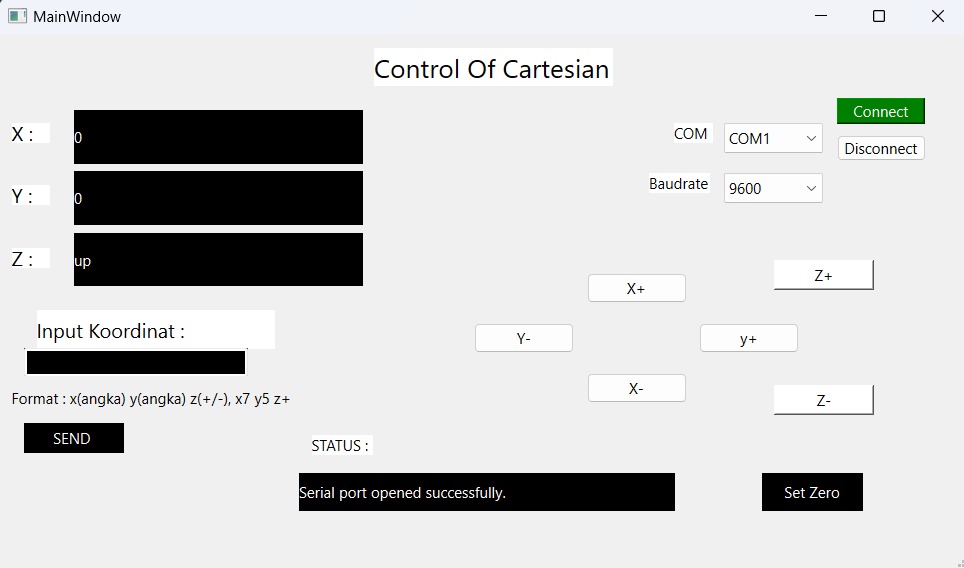 MainWindow
Control Of Cartesian
Connect
X :
0
COM
COM1
Disconnect
Y :
0
Baudrate
9600
Z :
up
Z+
X+
Input Koordinat :
Y-
y+
X-
Z-
Format : x(angka) y(angka) z(+/-), x7 y5 z+
SEND
STATUS :
Serial port opened successfully.
Set Zero